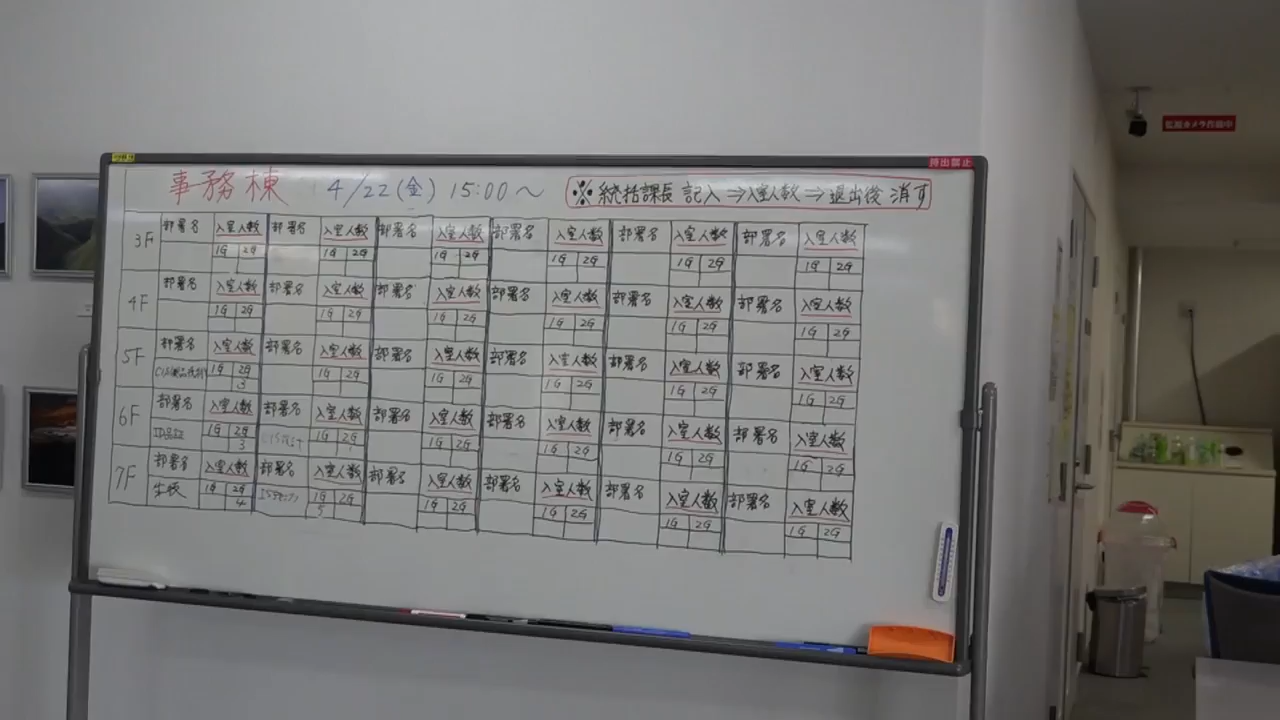 持出禁止
監視カメラ作動中
事務棟 4/22(金) 15:00～
※統括課長 記入⇒入室人数⇒退出後 消す
3F 部署名 入室人数 部署名 入室人数 部署名 入室人数 部署名 入室人数 部署名 入室人数 部署名 入室人数
1G 2G 1G 2G 1G 2G 1G 2G 1G 2G 1G 2G
4F 部署名 入室人数 部署名 入室人数 部署名 入室人数 部署名 入室人数 部署名 入室人数 部署名 入室人数
1G 2G 1G 2G 1G 2G 1G 2G 1G 2G 1G 2G
5F 部署名 入室人数 部署名 入室人数 部署名 入室人数 部署名 入室人数 部署名 入室人数 部署名 入室人数
1G 2G 1G 2G 1G 2G 1G 2G 1G 2G 1G 2G
3
6F 部署名 入室人数 部署名 入室人数 部署名 入室人数 部署名 入室人数 部署名 入室人数 部署名 入室人数
1G 2G 1G 2G 1G 2G 1G 2G 1G 2G 1G 2G
3
7F 部署名 入室人数 部署名 入室人数 部署名 入室人数 部署名 入室人数 部署名 入室人数 部署名 入室人数
生技 1G 2G 1G 2G 1G 2G 1G 2G 1G 2G 1G 2G
4 5